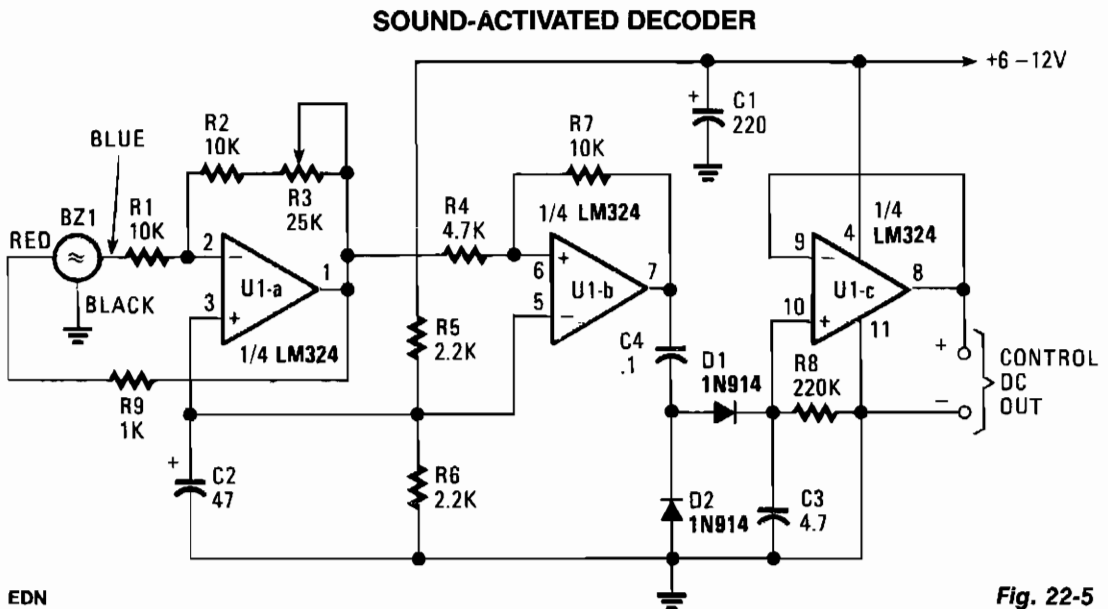 SOUND-ACTIVATED DECODER
+6 –12V
+
C1
220
BLUE
R2
10K
R3
25K
R7
10K
BZ1
R1
10K
RED
BLACK
2
–
3
+
1
U1-a
1/4 LM324
R4
4.7K
1/4 LM324
6
+
5
–
7
U1-b
1/4
LM324
9
–
4
8
10
+
U1-c
11
R5
2.2K
C4
.1
D1
1N914
R8
220K
+
–
CONTROL
DC
OUT
R9
1K
+
C2
47
R6
2.2K
D2
1N914
C3
4.7
EDN
Fig. 22-5